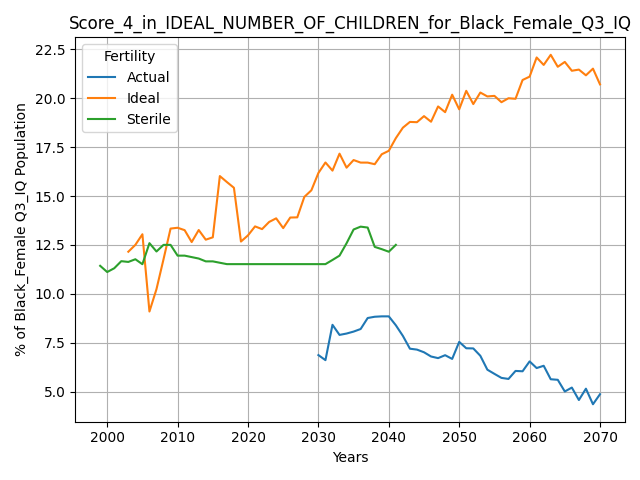 Score_4_in_IDEAL_NUMBER_OF_CHILDREN_for_Black_Female_Q3_IQ
Fertility
Actual
Ideal
Sterile
22.5
20.0
17.5
15.0
12.5
10.0
7.5
5.0
% of Black_Female Q3_IQ Population
2000
2010
2020
2030
2040
2050
2060
2070
Years